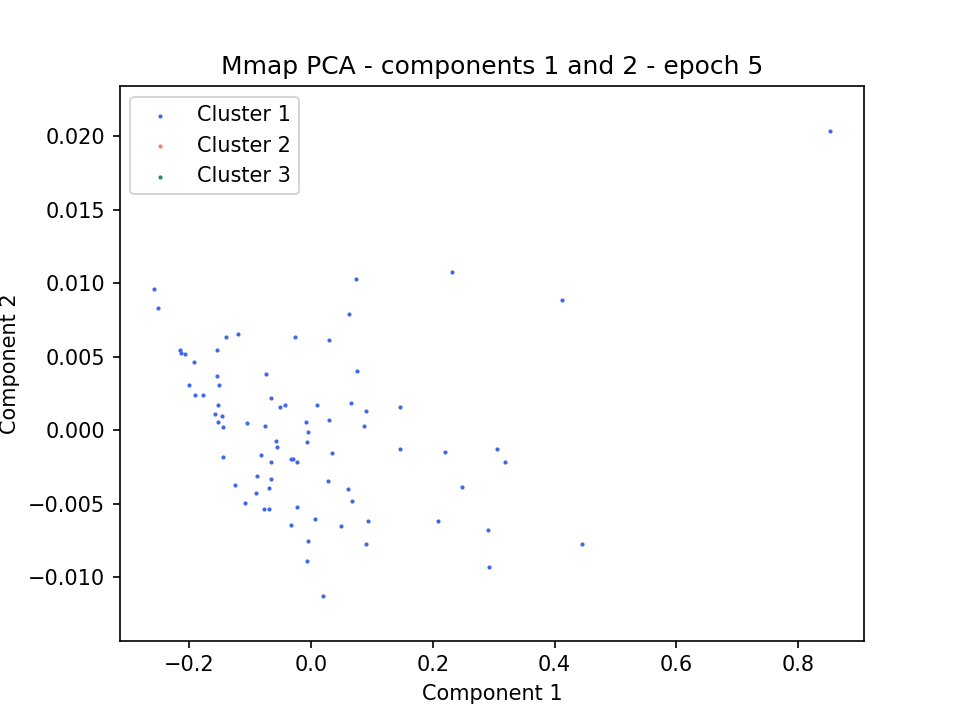 Mmap PCA - components 1 and 2 - epoch 5
Cluster 1
Cluster 2
Cluster 3
0.020
0.015
0.010
0.005
0.000
−0.005
−0.010
Component 2
−0.2
0.0
0.2
0.4
0.6
0.8
Component 1